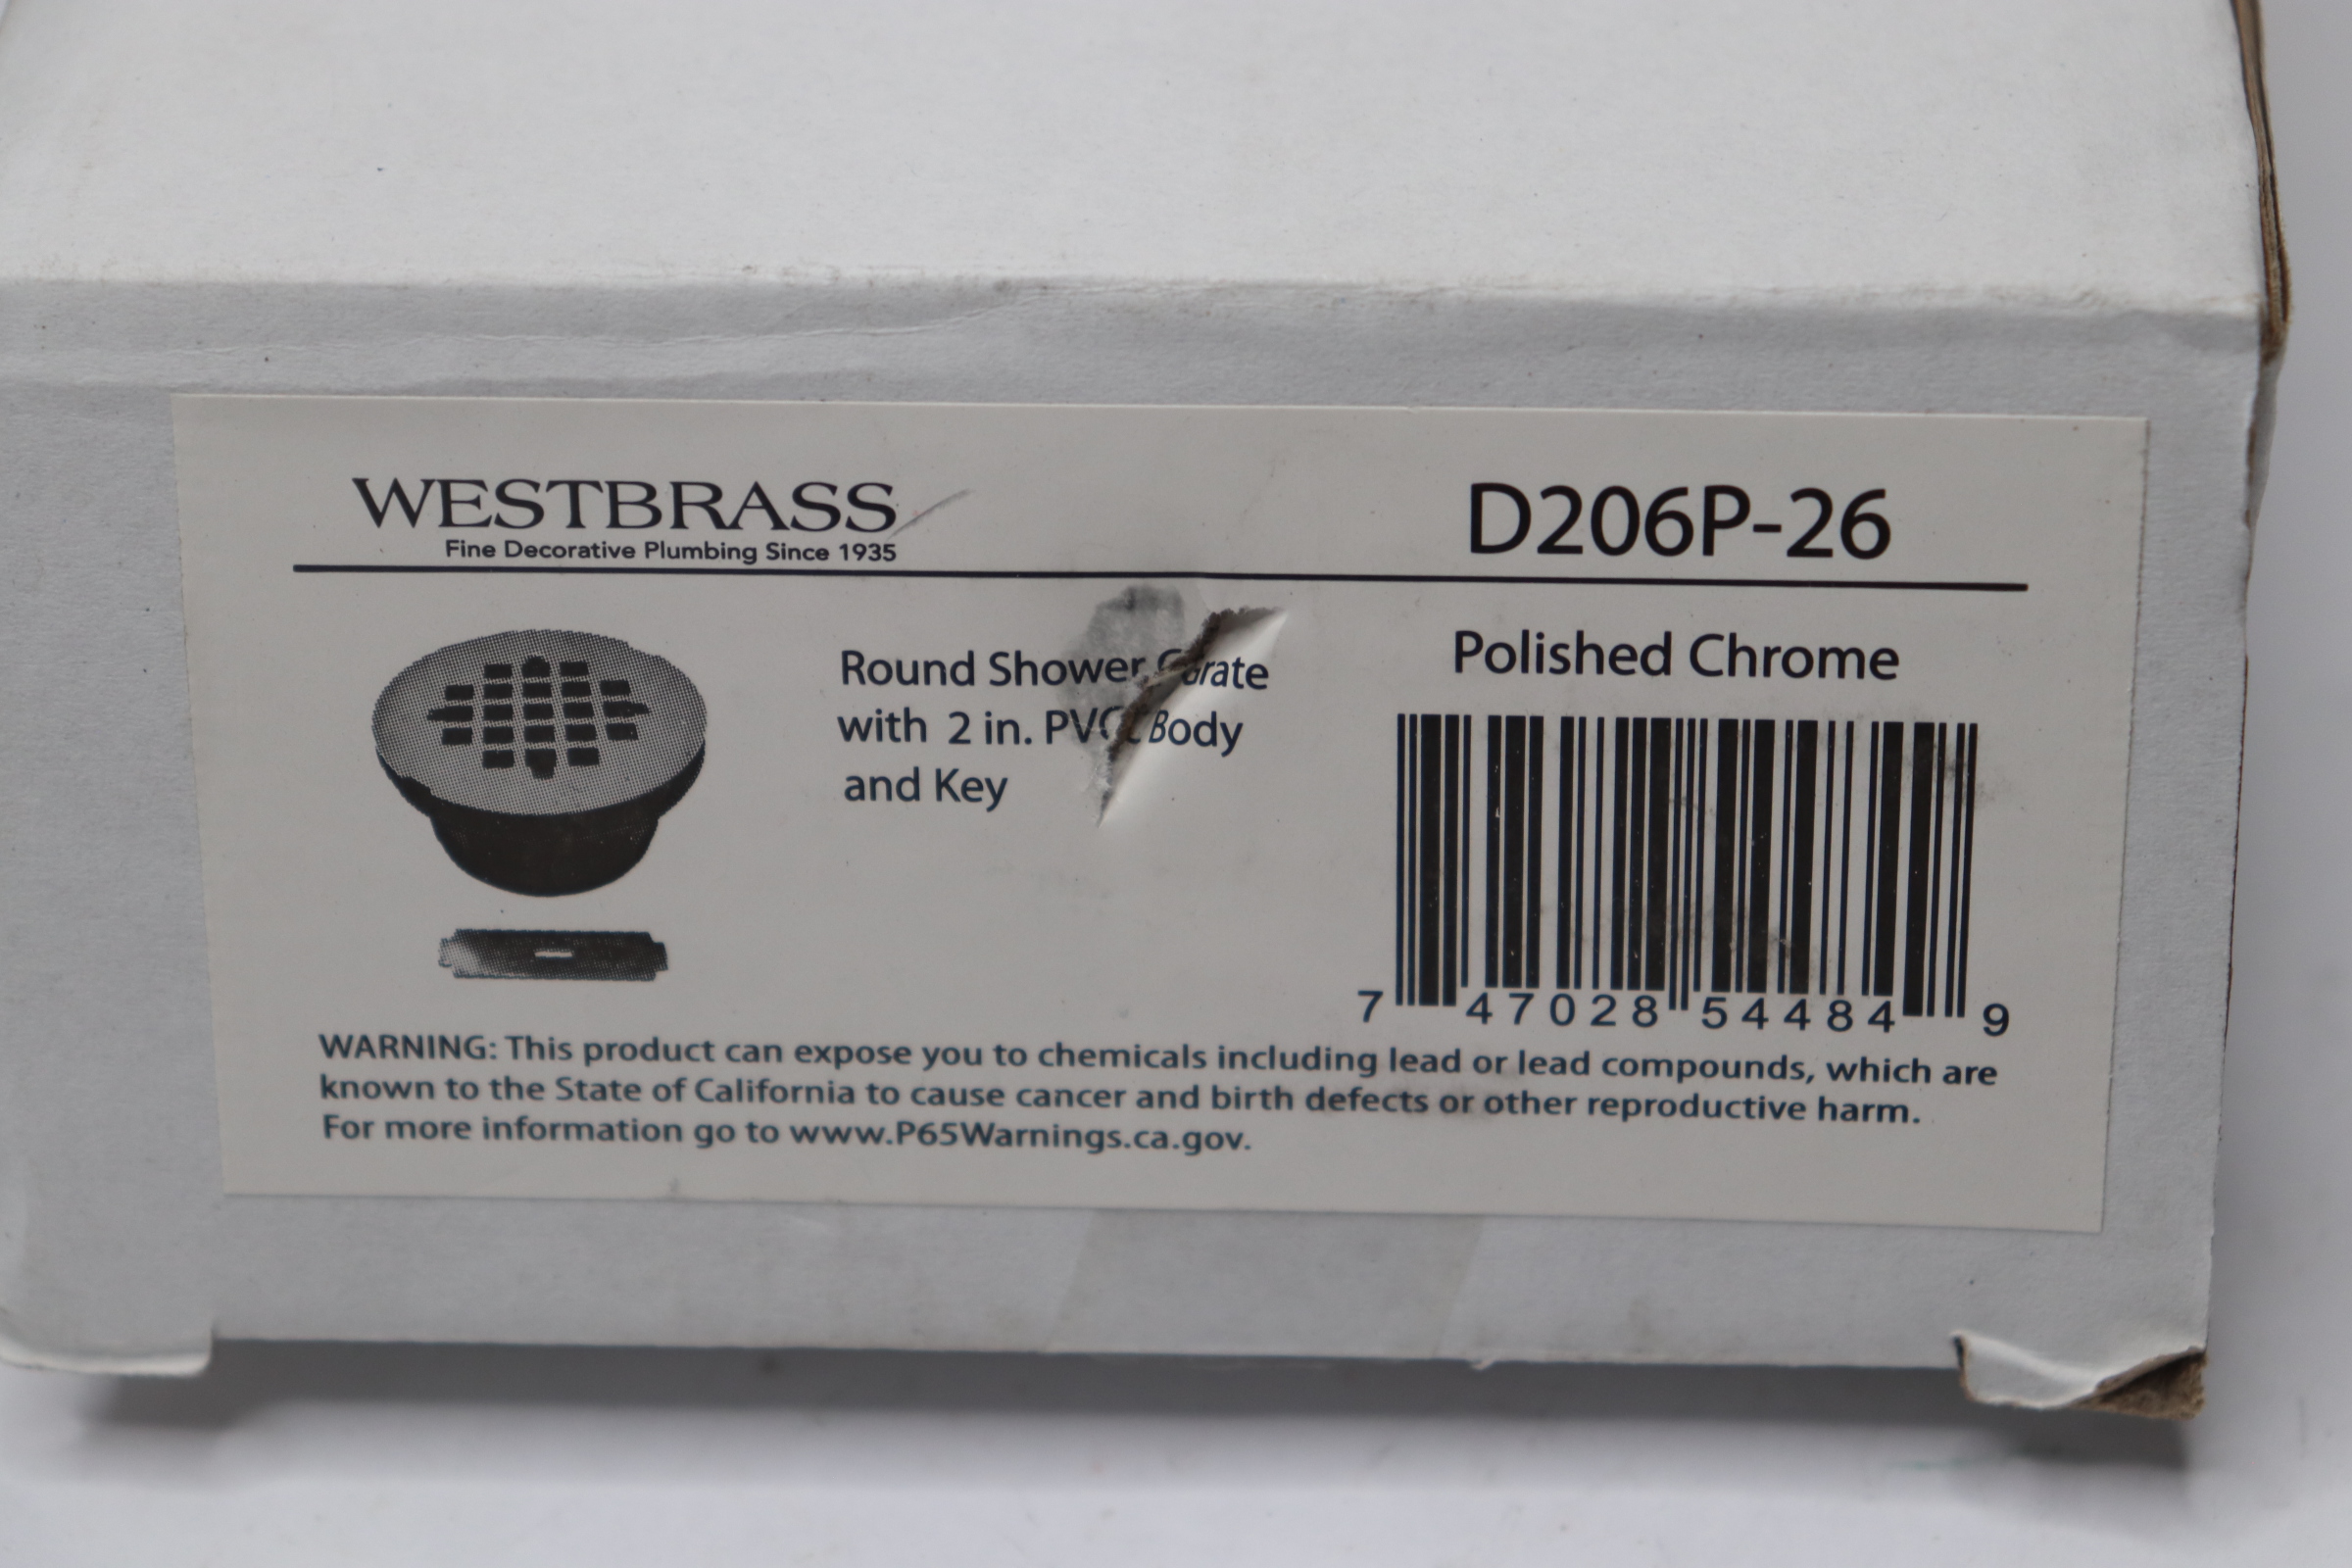 WESTBRASS
Fine Decorative Plumbing Since 1935
D206P-26
Round Shower Grate
with 2 in. PVC Body
and Key
Polished Chrome
7 47028 54484 9
WARNING: This product can expose you to chemicals including lead or lead compounds, which are
known to the State of California to cause cancer and birth defects or other reproductive harm.
For more information go to www.P65Warnings.ca.gov.